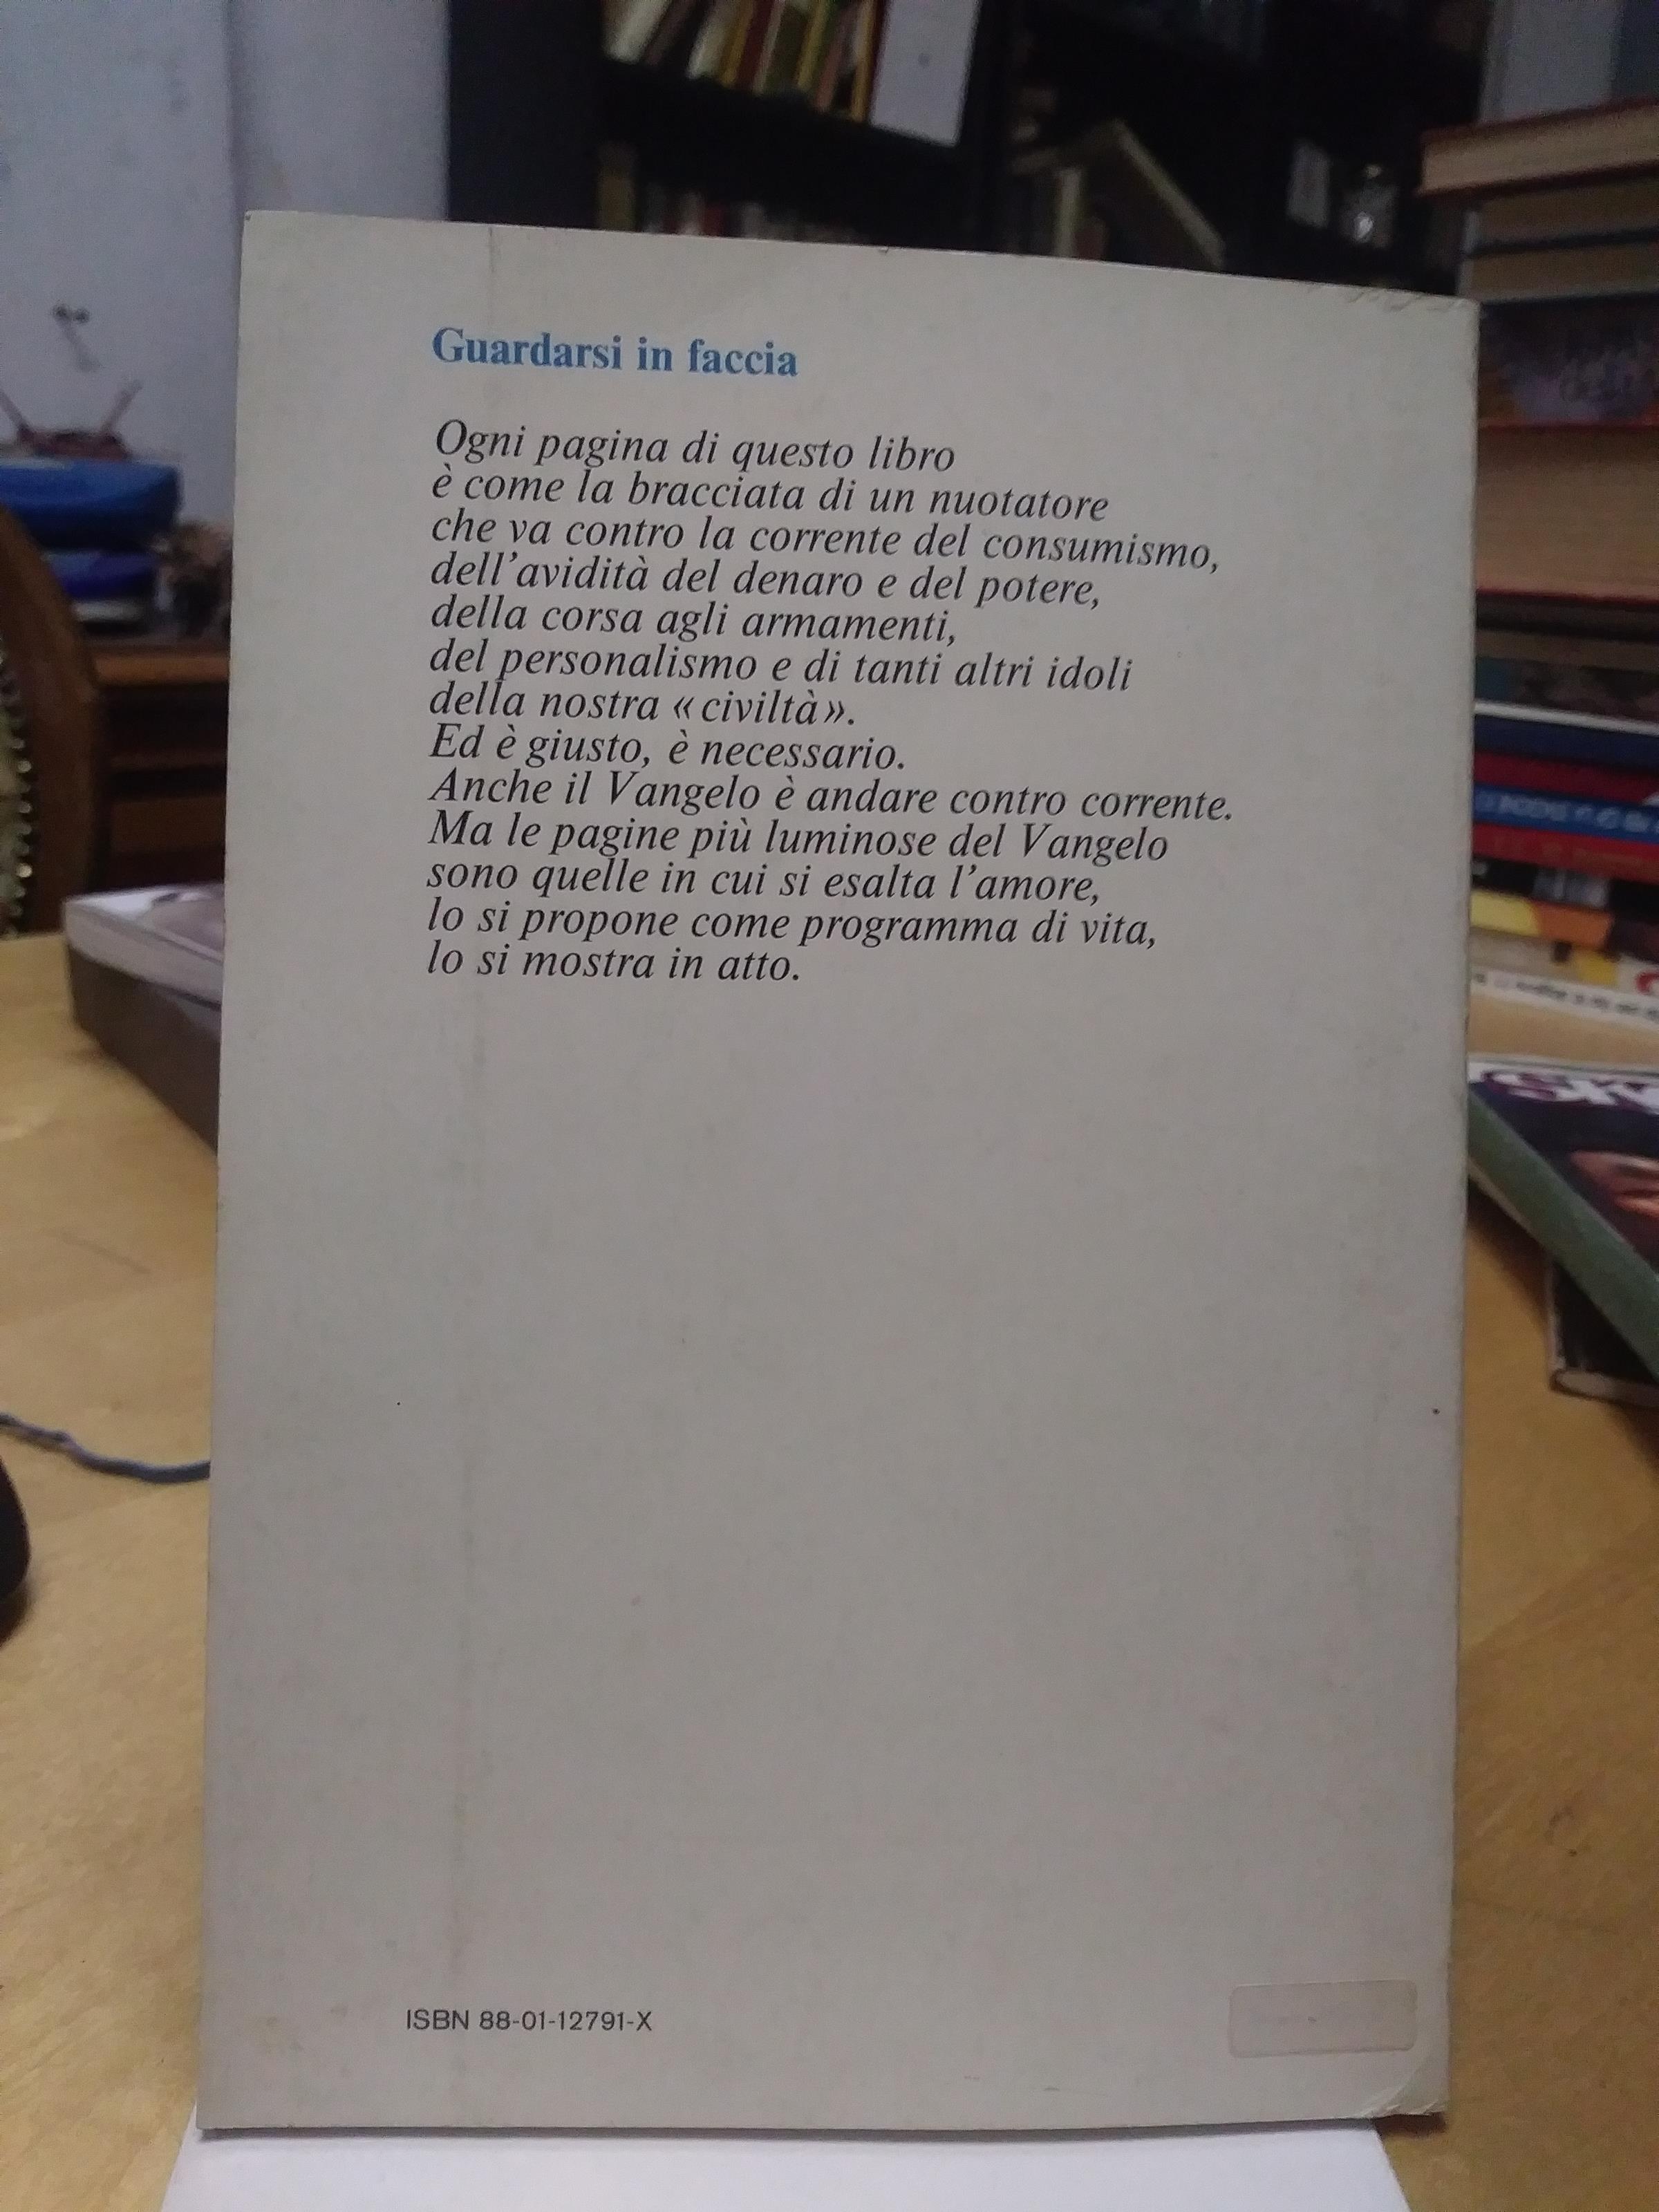 Guardarsi in faccia
Ogni pagina di questo libro
è come la bracciata di un nuotatore
che va contro la corrente del consumismo,
dell'avidità del denaro e del potere,
della corsa agli armamenti,
del personalismo e di tanti altri idoli
della nostra «civiltà».
Ed è giusto, è necessario.
Anche il Vangelo è andare contro corrente.
Ma le pagine più luminose del Vangelo
sono quelle in cui si esalta l'amore,
lo si propone come programma di vita,
lo si mostra in atto.
ISBN 88-01-12791-X